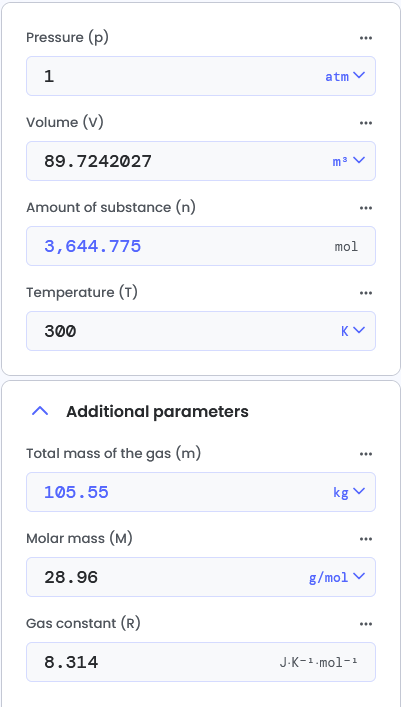 Pressure (p)
1 atm
Volume (V)
89.7242027 m³
Amount of substance (n)
3,644.775 mol
Temperature (T)
300 K
Additional parameters
Total mass of the gas (m)
105.55 kg
Molar mass (M)
28.96 g/mol
Gas constant (R)
8.314 J·K⁻¹·mol⁻¹